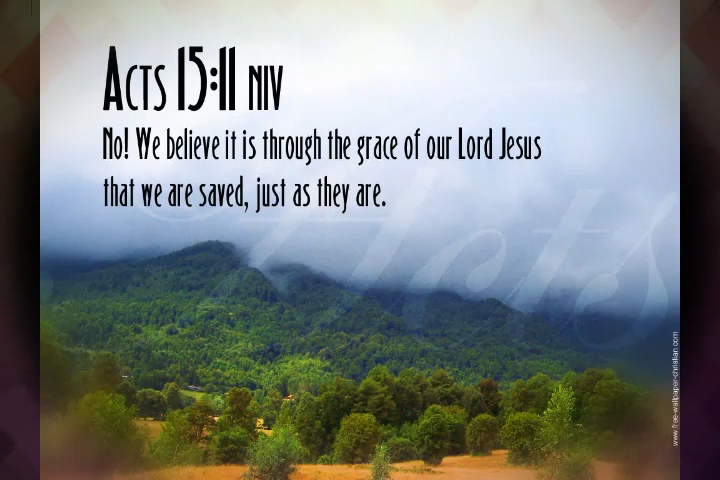 Acts 15:11 NIV
No! We believe it is through the grace of our Lord Jesus
that we are saved, just as they are.
Acts
www.free-wallpaper-christian.com